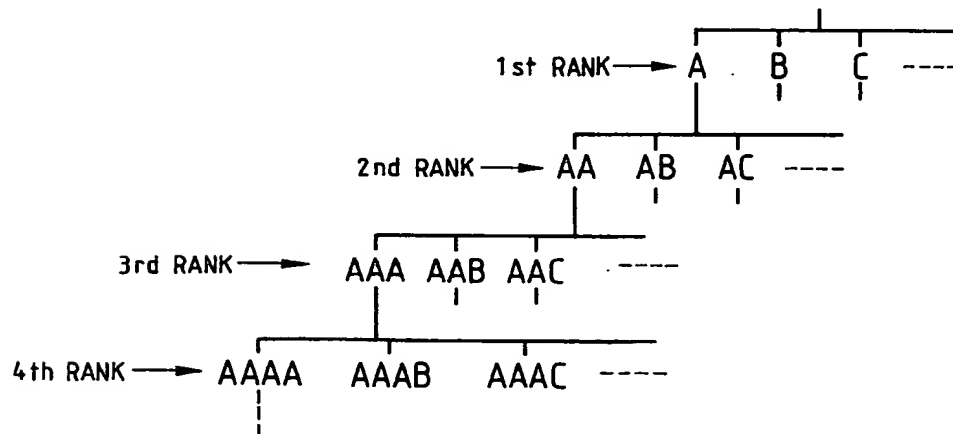 1st RANK A B C
2nd RANK AA AB AC
3rd RANK AAA AAB AAC
4th RANK AAAA AAAB AAAC